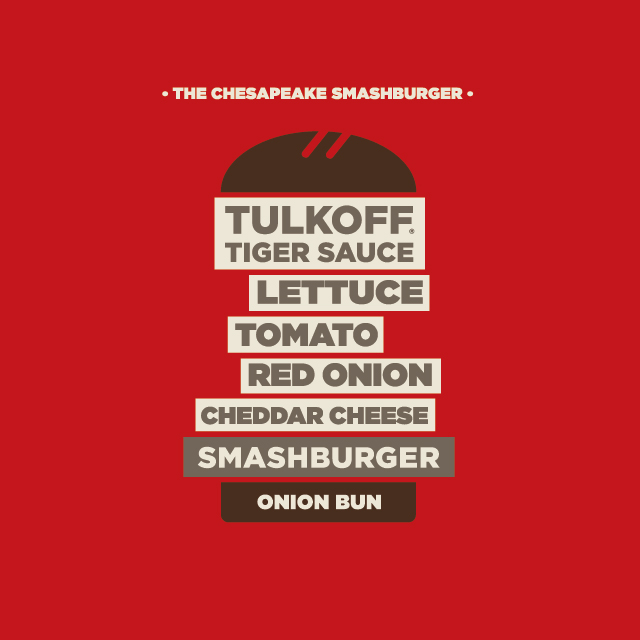 • THE CHESAPEAKE SMASHBURGER •
TULKOFF®
TIGER SAUCE
LETTUCE
TOMATO
RED ONION
CHEDDAR CHEESE
SMASHBURGER
ONION BUN